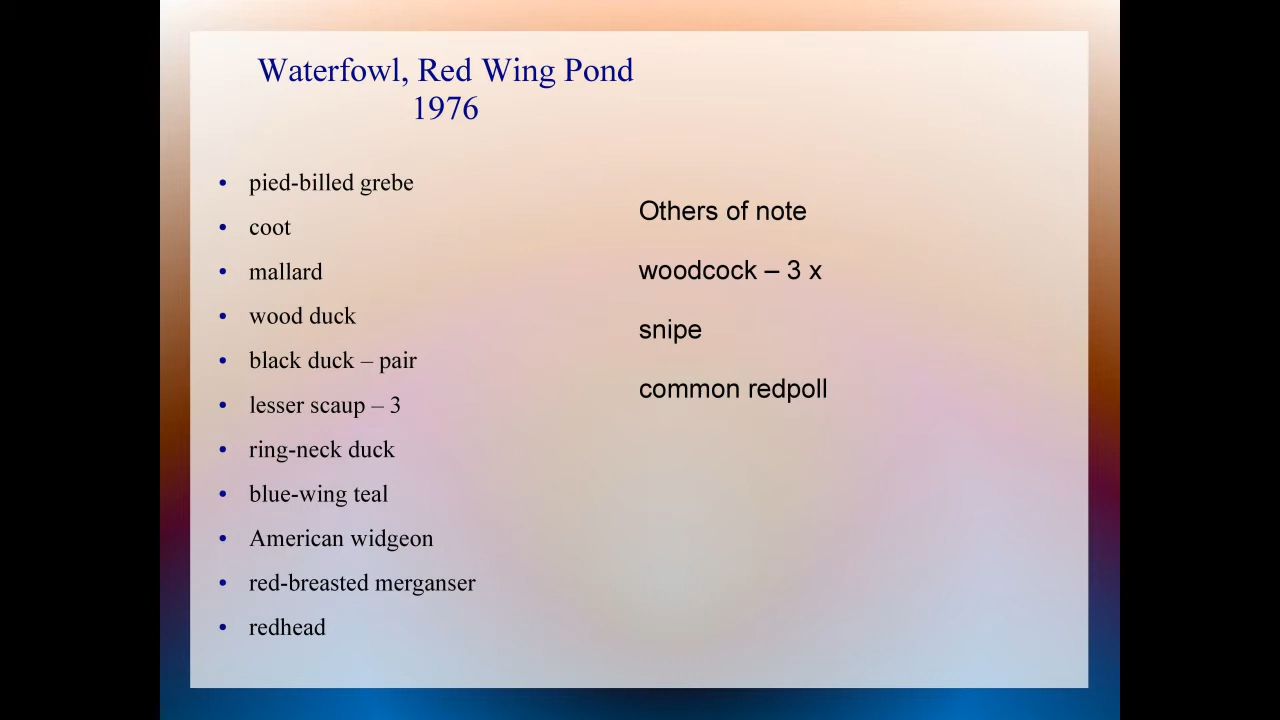 Waterfowl, Red Wing Pond
1976
• pied-billed grebe
• coot
• mallard
• wood duck
• black duck – pair
• lesser scaup – 3
• ring-neck duck
• blue-wing teal
• American widgeon
• red-breasted merganser
• redhead
Others of note
woodcock – 3 x
snipe
common redpoll